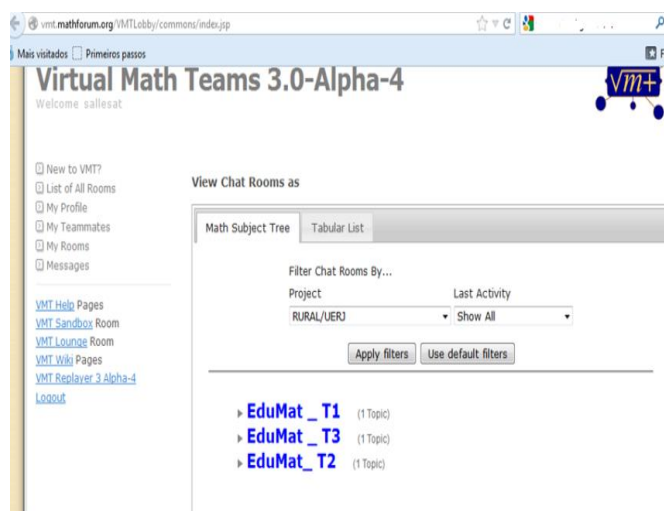 vmt.mathforum.org/VMTLobby/commons/index.jsp
Mais visitados Primeiros passos
Virtual Math Teams 3.0-Alpha-4
Welcome sallesat
√m+
New to VMT?
List of All Rooms
My Profile
My Teammates
My Rooms
Messages
VMT Help Pages
VMT Sandbox Room
VMT Lounge Room
VMT Wiki Pages
VMT Replayer 3 Alpha-4
Logout
View Chat Rooms as
Math Subject Tree Tabular List
Filter Chat Rooms By...
Project Last Activity
RURAL/UERJ Show All
Apply filters Use default filters
EduMat _ T1 (1 Topic)
EduMat _ T3 (1 Topic)
EduMat_ T2 (1 Topic)